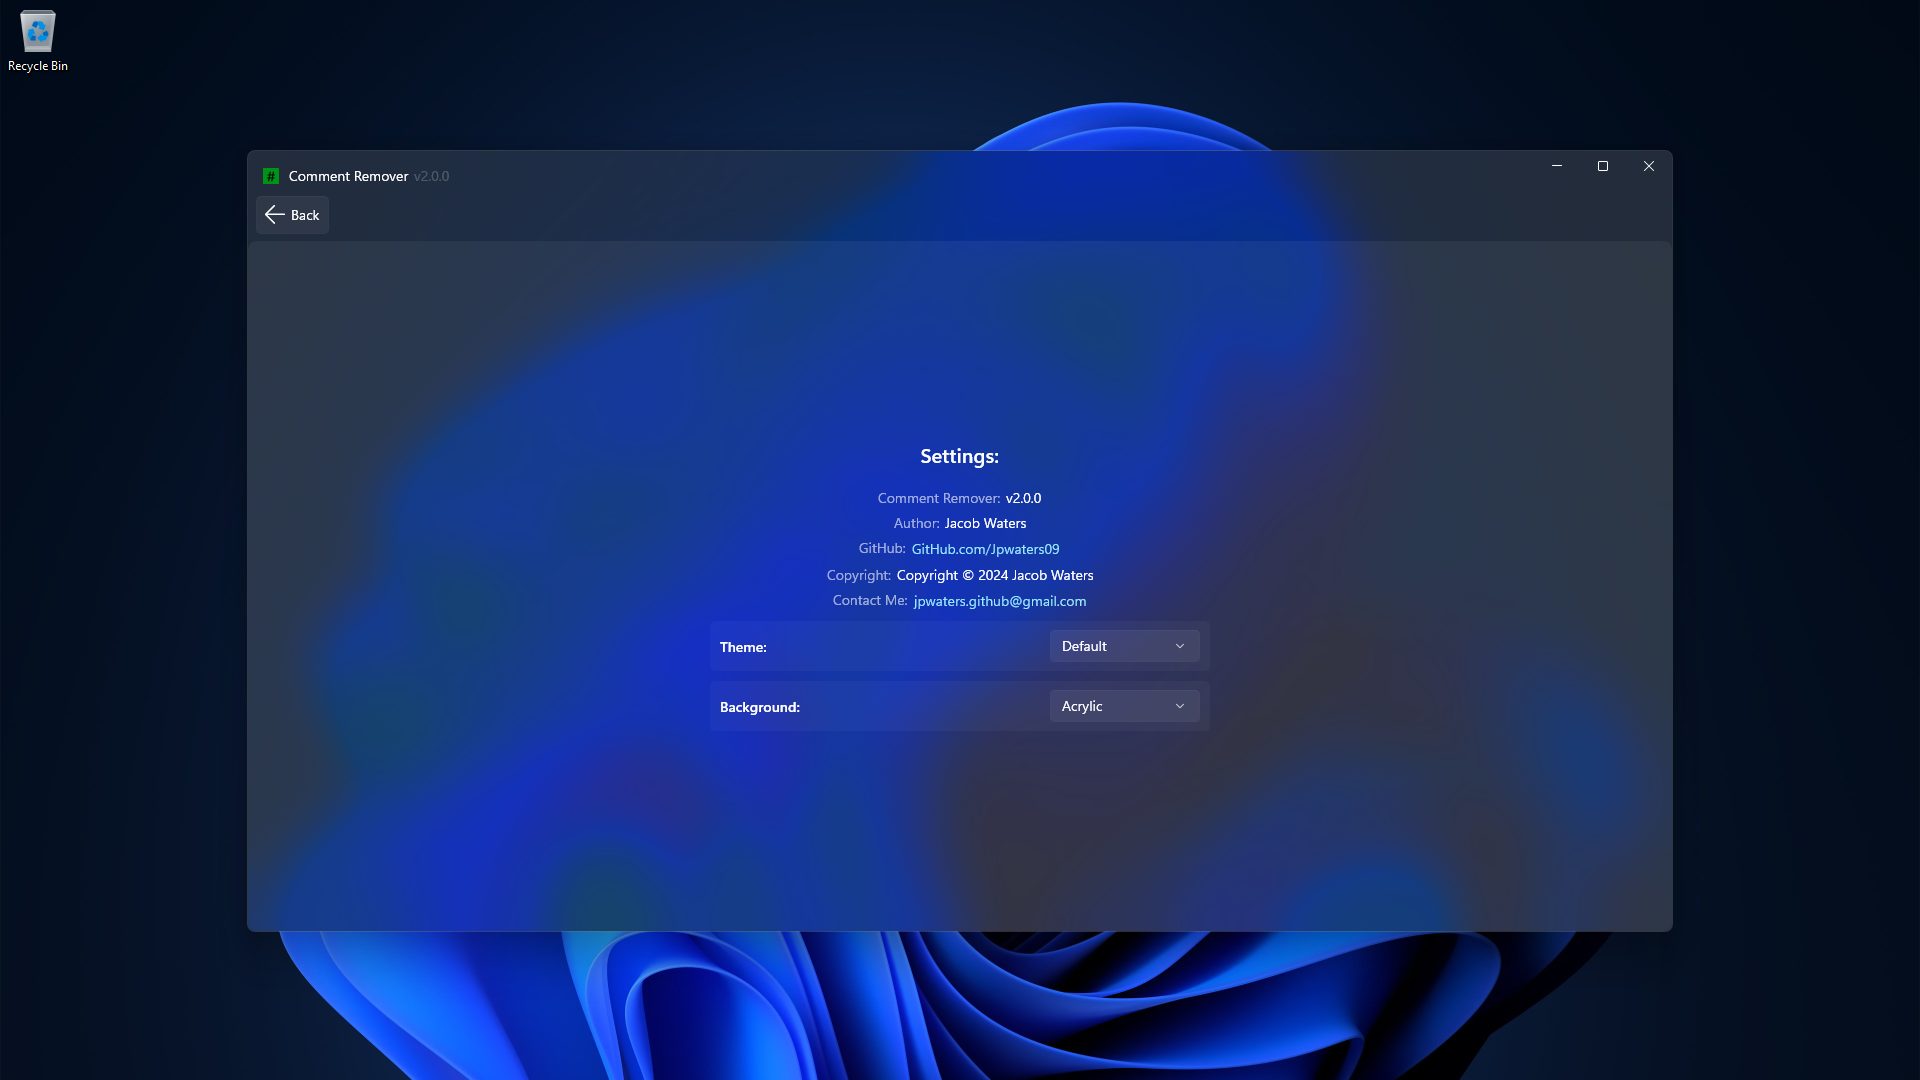 Recycle Bin
# Comment Remover v2.0.0
Back
Settings:
Comment Remover: v2.0.0
Author: Jacob Waters
GitHub: GitHub.com/Jpwaters09
Copyright: Copyright © 2024 Jacob Waters
Contact Me: jpwaters.github@gmail.com
Theme: Default
Background: Acrylic